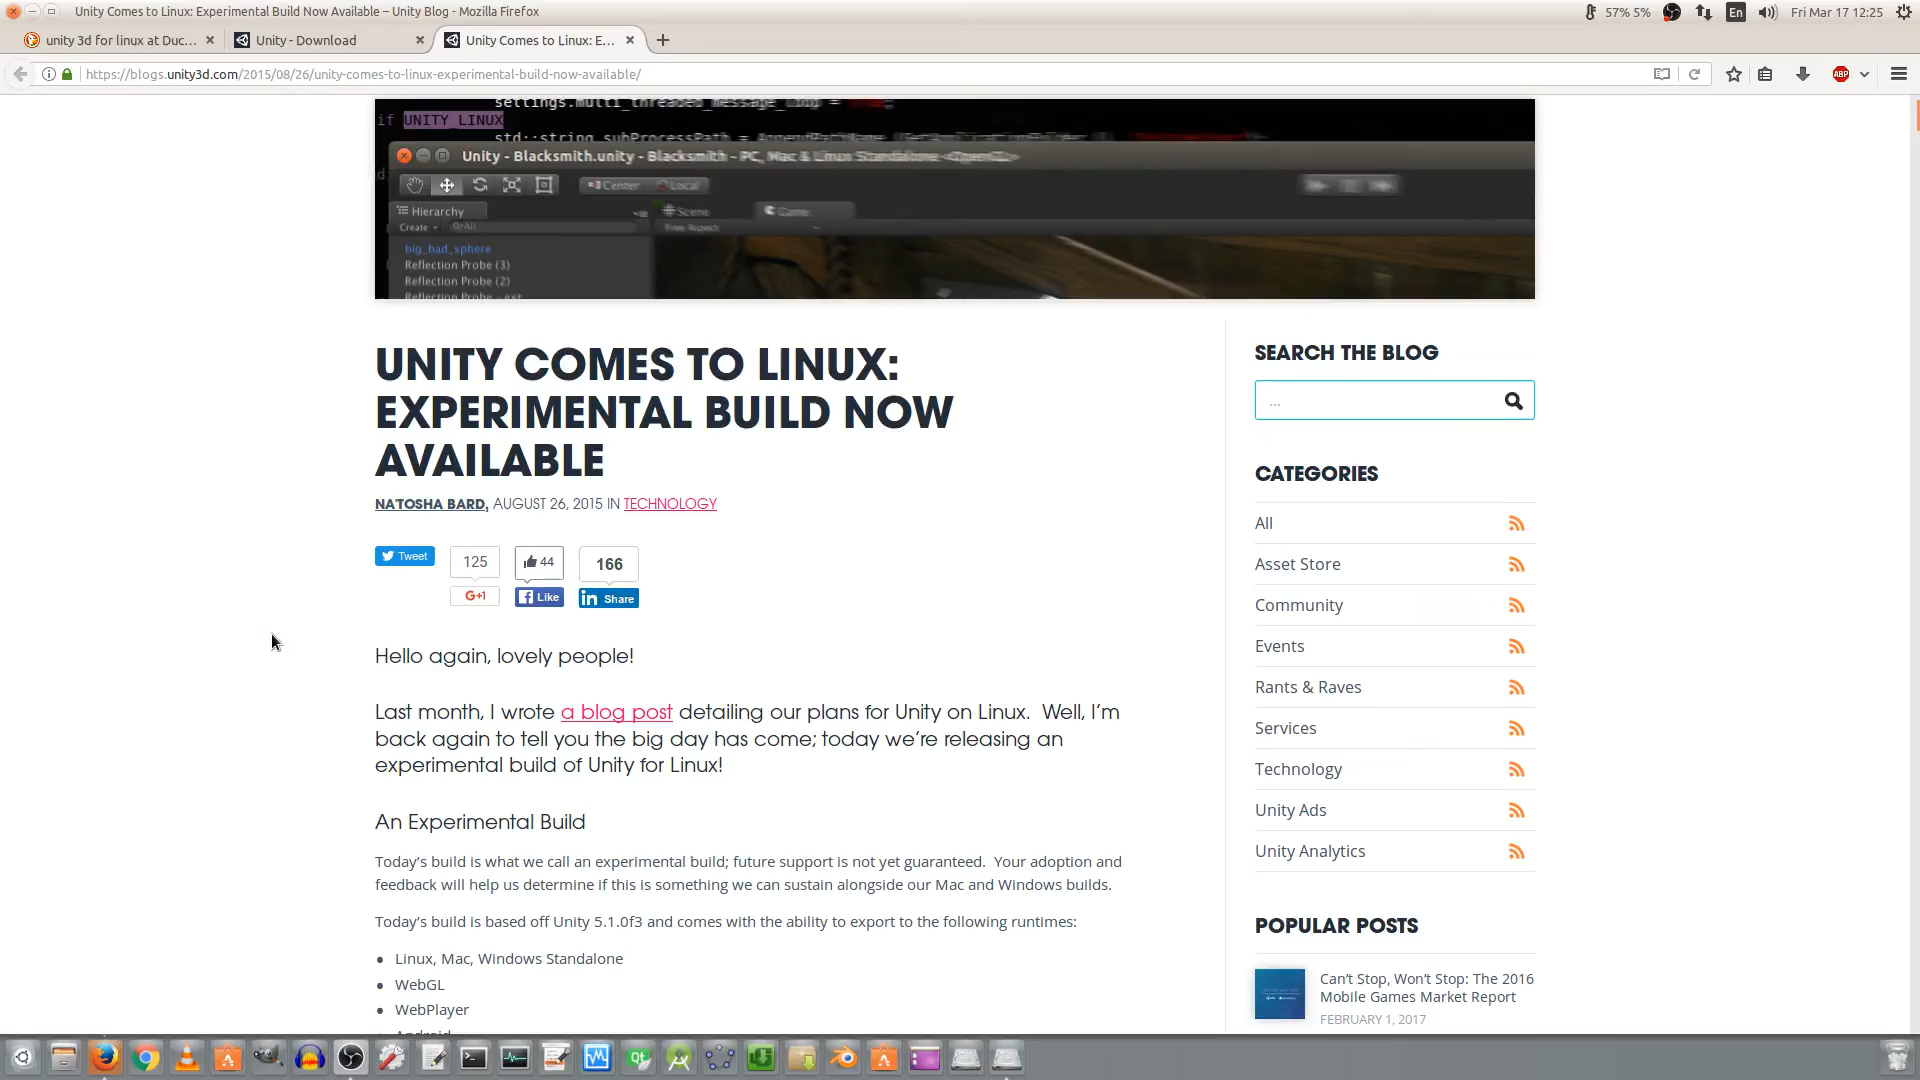 Unity Comes to Linux: Experimental Build Now Available – Unity Blog - Mozilla Firefox
57% 5%
En
Fri Mar 17 12:25
unity 3d for linux at Duc...
Unity - Download
Unity Comes to Linux: E...
https://blogs.unity3d.com/2015/08/26/unity-comes-to-linux-experimental-build-now-available/
ABP
settings.multi_threaded_message_loop =
if UNITY_LINUX
std::string subProcessPath = AppendPathName
Unity - Blacksmith.unity - Blacksmith - PC, Mac & Linux Standalone <OpenGL>
Center
Local
Hierarchy
Scene
Game
Create
All
Free Aspect
big_bad_sphere
Reflection Probe (3)
Reflection Probe (2)
Reflection Probe - ext
UNITY COMES TO LINUX:
EXPERIMENTAL BUILD NOW
AVAILABLE
NATOSHA BARD, AUGUST 26, 2015 IN TECHNOLOGY
Tweet
125
G+1
44
Like
166
in Share
Hello again, lovely people!
Last month, I wrote a blog post detailing our plans for Unity on Linux.  Well, I'm
back again to tell you the big day has come; today we're releasing an
experimental build of Unity for Linux!
An Experimental Build
Today's build is what we call an experimental build; future support is not yet guaranteed.  Your adoption and
feedback will help us determine if this is something we can sustain alongside our Mac and Windows builds.
Today's build is based off Unity 5.1.0f3 and comes with the ability to export to the following runtimes:
• Linux, Mac, Windows Standalone
• WebGL
• WebPlayer
• Android
SEARCH THE BLOG
...
CATEGORIES
All
Asset Store
Community
Events
Rants & Raves
Services
Technology
Unity Ads
Unity Analytics
POPULAR POSTS
Can't Stop, Won't Stop: The 2016
Mobile Games Market Report
FEBRUARY 1, 2017
Qt